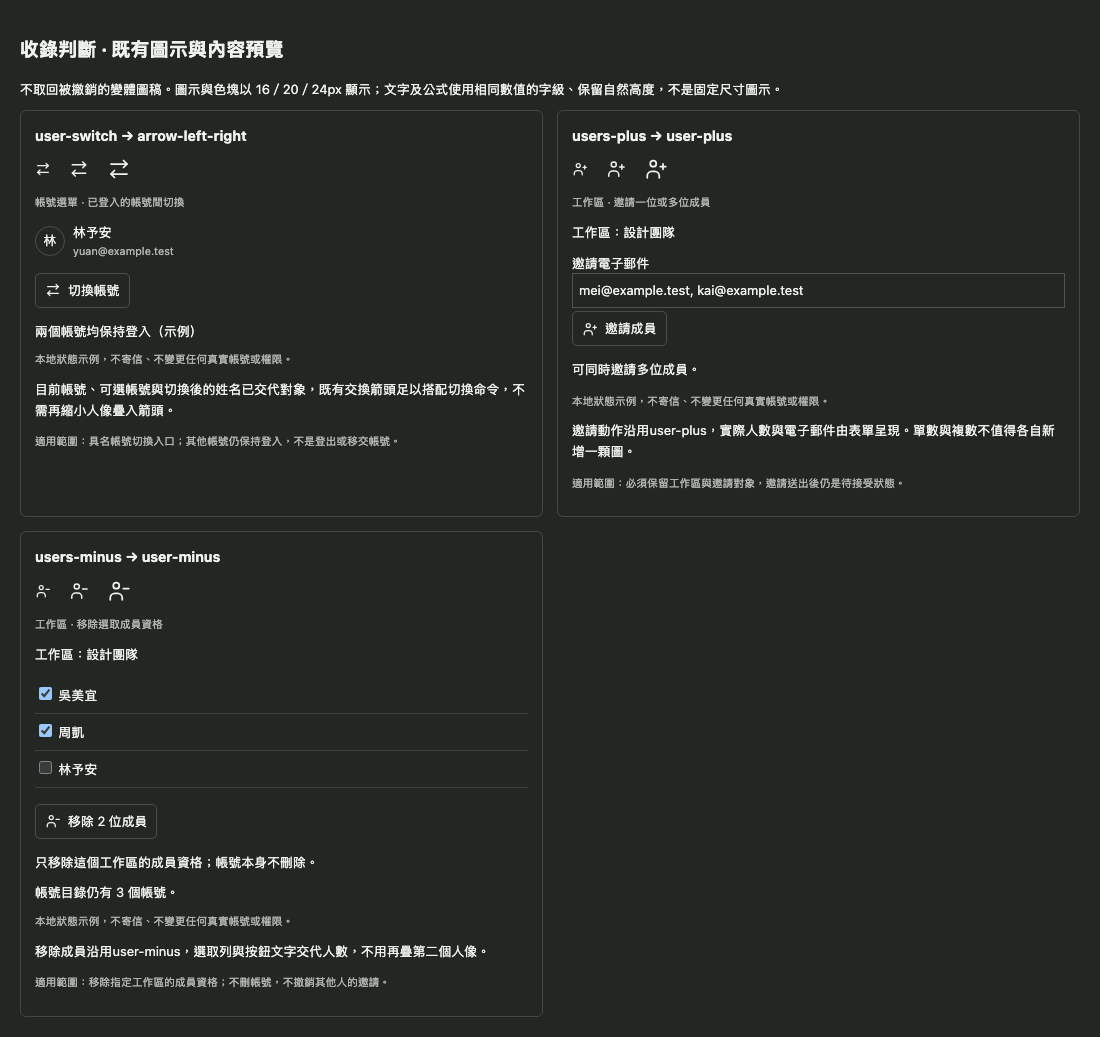 收錄判斷 · 既有圖示與內容預覽
不取回被撤銷的變體圖稿。圖示與色塊以 16 / 20 / 24px 顯示；文字及公式使用相同數值的字級、保留自然高度，不是固定尺寸圖示。
user-switch → arrow-left-right
帳號選單 · 已登入的帳號間切換
林
林予安
yuan@example.test
切換帳號
兩個帳號均保持登入（示例）
本地狀態示例，不寄信、不變更任何真實帳號或權限。
目前帳號、可選帳號與切換後的姓名已交代對象，既有交換箭頭足以搭配切換命令，不
需再縮小人像疊入箭頭。
適用範圍：具名帳號切換入口；其他帳號仍保持登入，不是登出或移交帳號。
users-plus → user-plus
工作區 · 邀請一位或多位成員
工作區：設計團隊
邀請電子郵件
mei@example.test, kai@example.test
邀請成員
可同時邀請多位成員。
本地狀態示例，不寄信、不變更任何真實帳號或權限。
邀請動作沿用user-plus，實際人數與電子郵件由表單呈現。單數與複數不值得各自新
增一顆圖。
適用範圍：必須保留工作區與邀請對象，邀請送出後仍是待接受狀態。
users-minus → user-minus
工作區 · 移除選取成員資格
工作區：設計團隊
吳美宜
周凱
林予安
移除 2 位成員
只移除這個工作區的成員資格；帳號本身不刪除。
帳號目錄仍有 3 個帳號。
本地狀態示例，不寄信、不變更任何真實帳號或權限。
移除成員沿用user-minus，選取列與按鈕文字交代人數，不用再疊第二個人像。
適用範圍：移除指定工作區的成員資格；不刪帳號，不撤銷其他人的邀請。